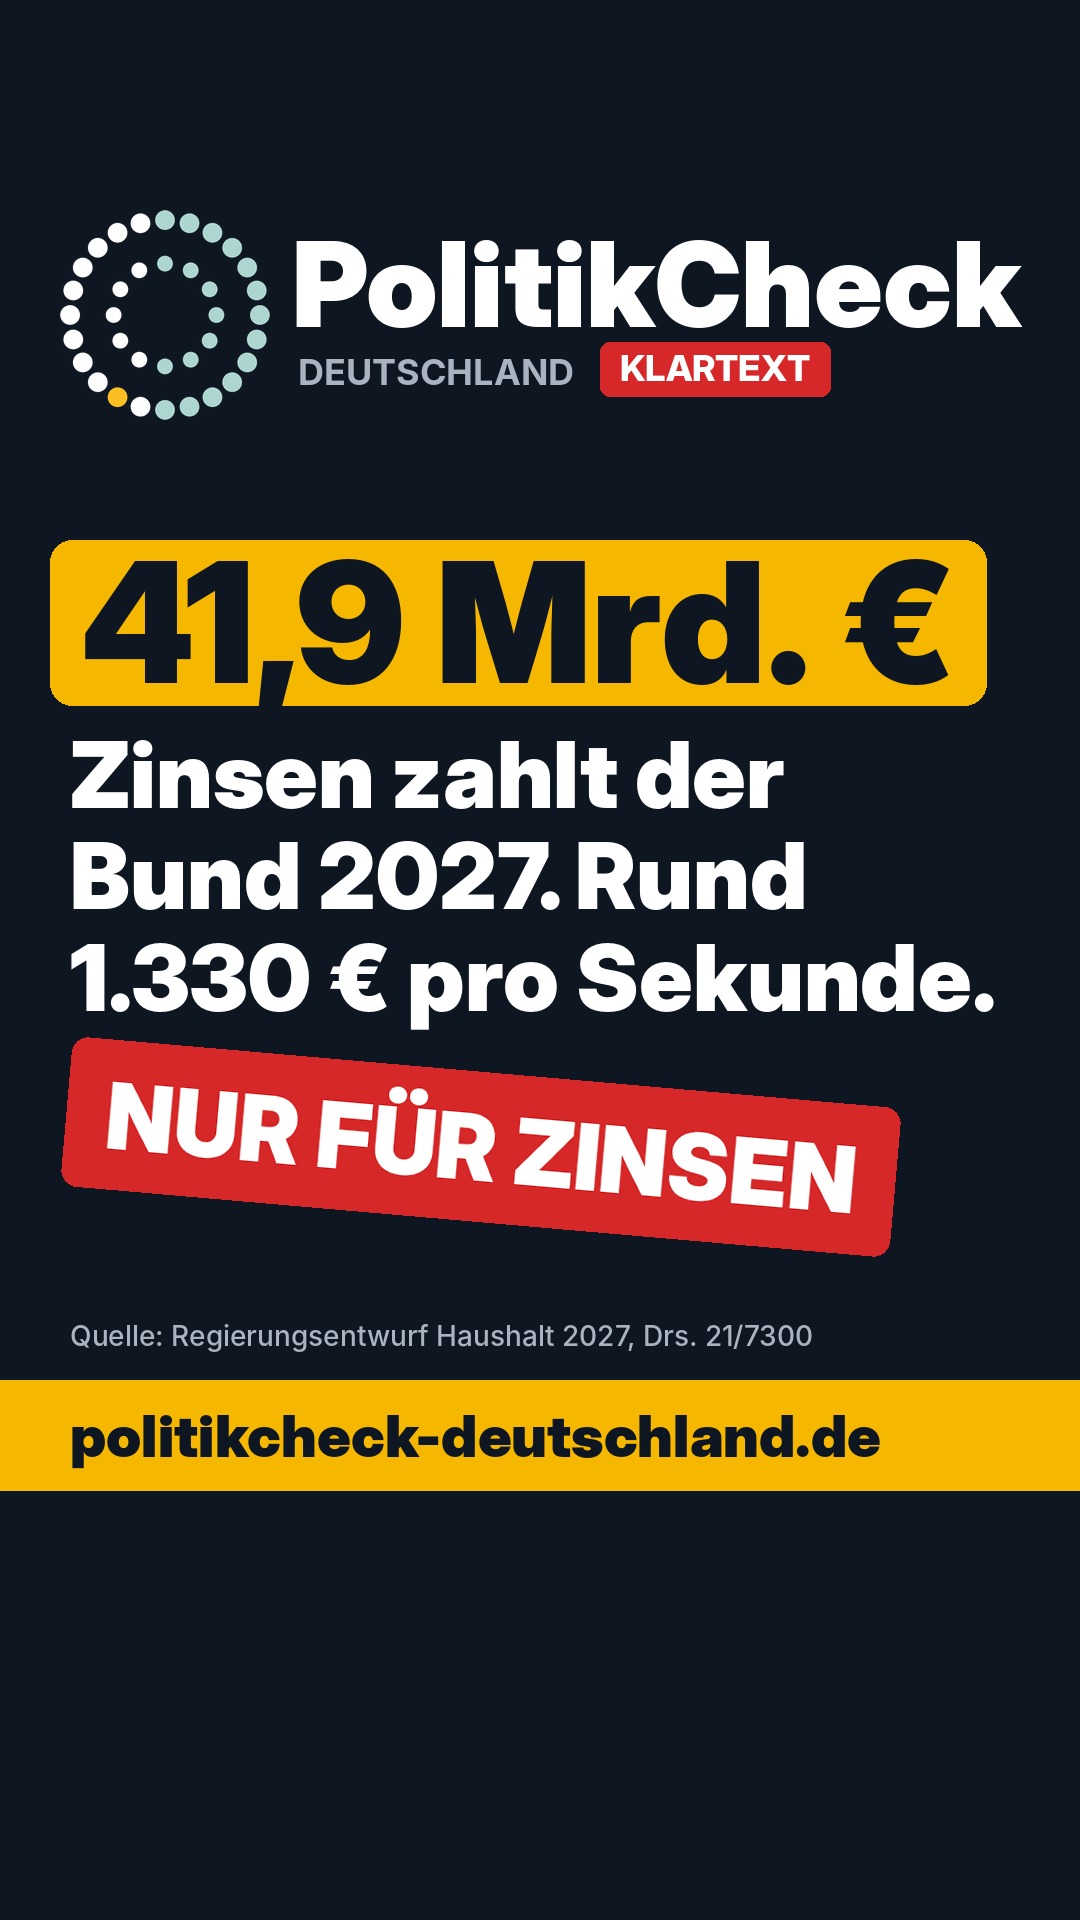 PolitikCheck
DEUTSCHLAND KLARTEXT
41,9 Mrd. €
Zinsen zahlt der
Bund 2027. Rund
1.330 € pro Sekunde.
NUR FÜR ZINSEN
Quelle: Regierungsentwurf Haushalt 2027, Drs. 21/7300
politikcheck-deutschland.de